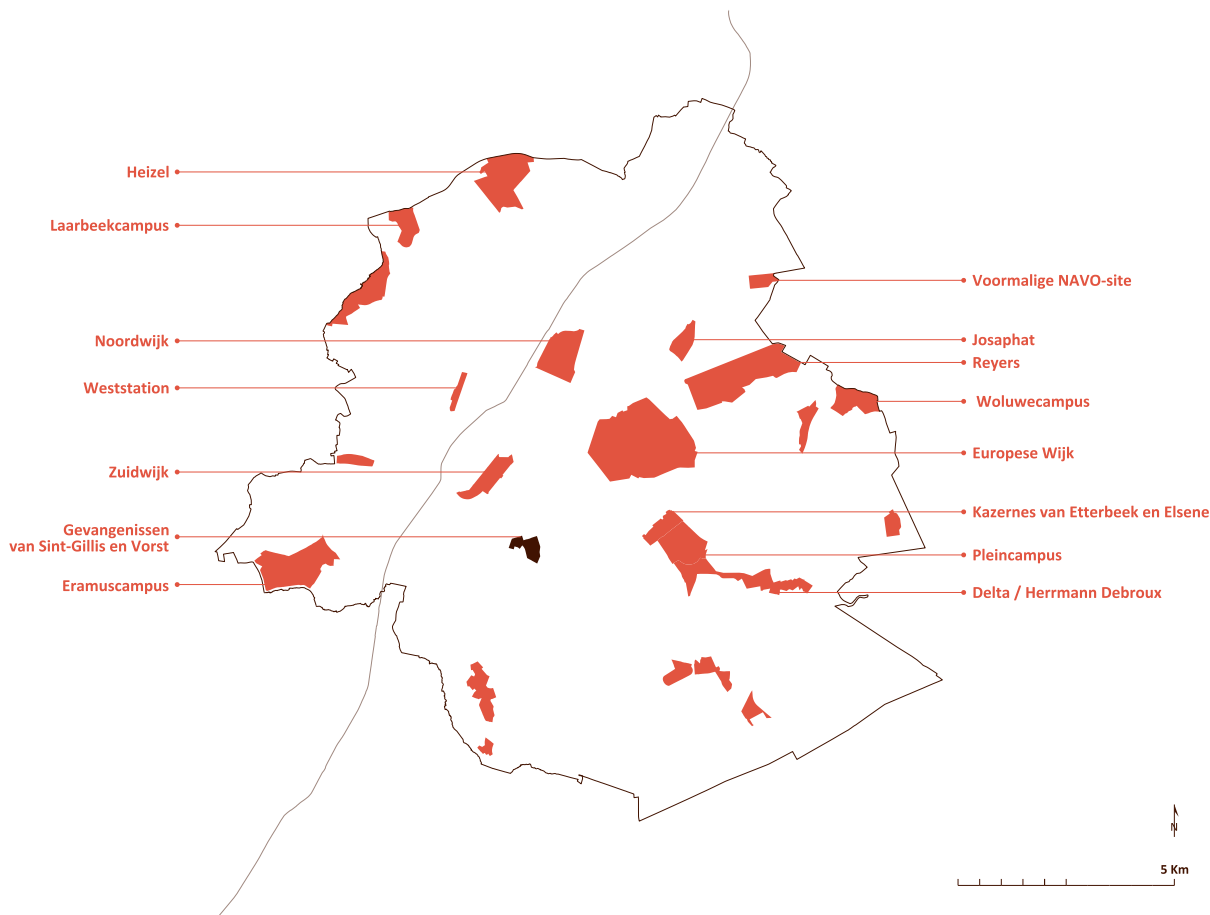 Heizel
Laarbeekcampus
Noordwijk
Weststation
Zuidwijk
Gevangenissen
van Sint-Gillis en Vorst
Eramuscampus
Voormalige NAVO-site
Josaphat
Reyers
Woluwecampus
Europese Wijk
Kazernes van Etterbeek en Elsene
Pleincampus
Delta / Herrmann Debroux
N
5 Km